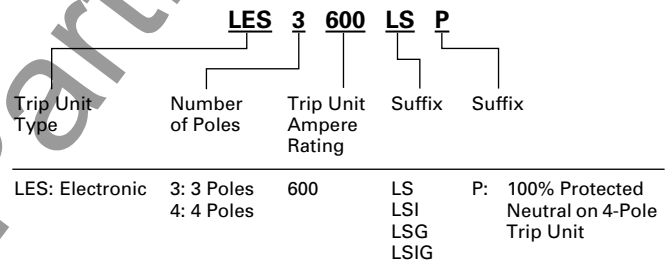 LES 3 600 LS P
Trip Unit Type
Number of Poles
Trip Unit Ampere Rating
Suffix
Suffix
LES: Electronic
3: 3 Poles
4: 4 Poles
600
LS
LSI
LSG
LSIG
P: 100% Protected
Neutral on 4-Pole
Trip Unit